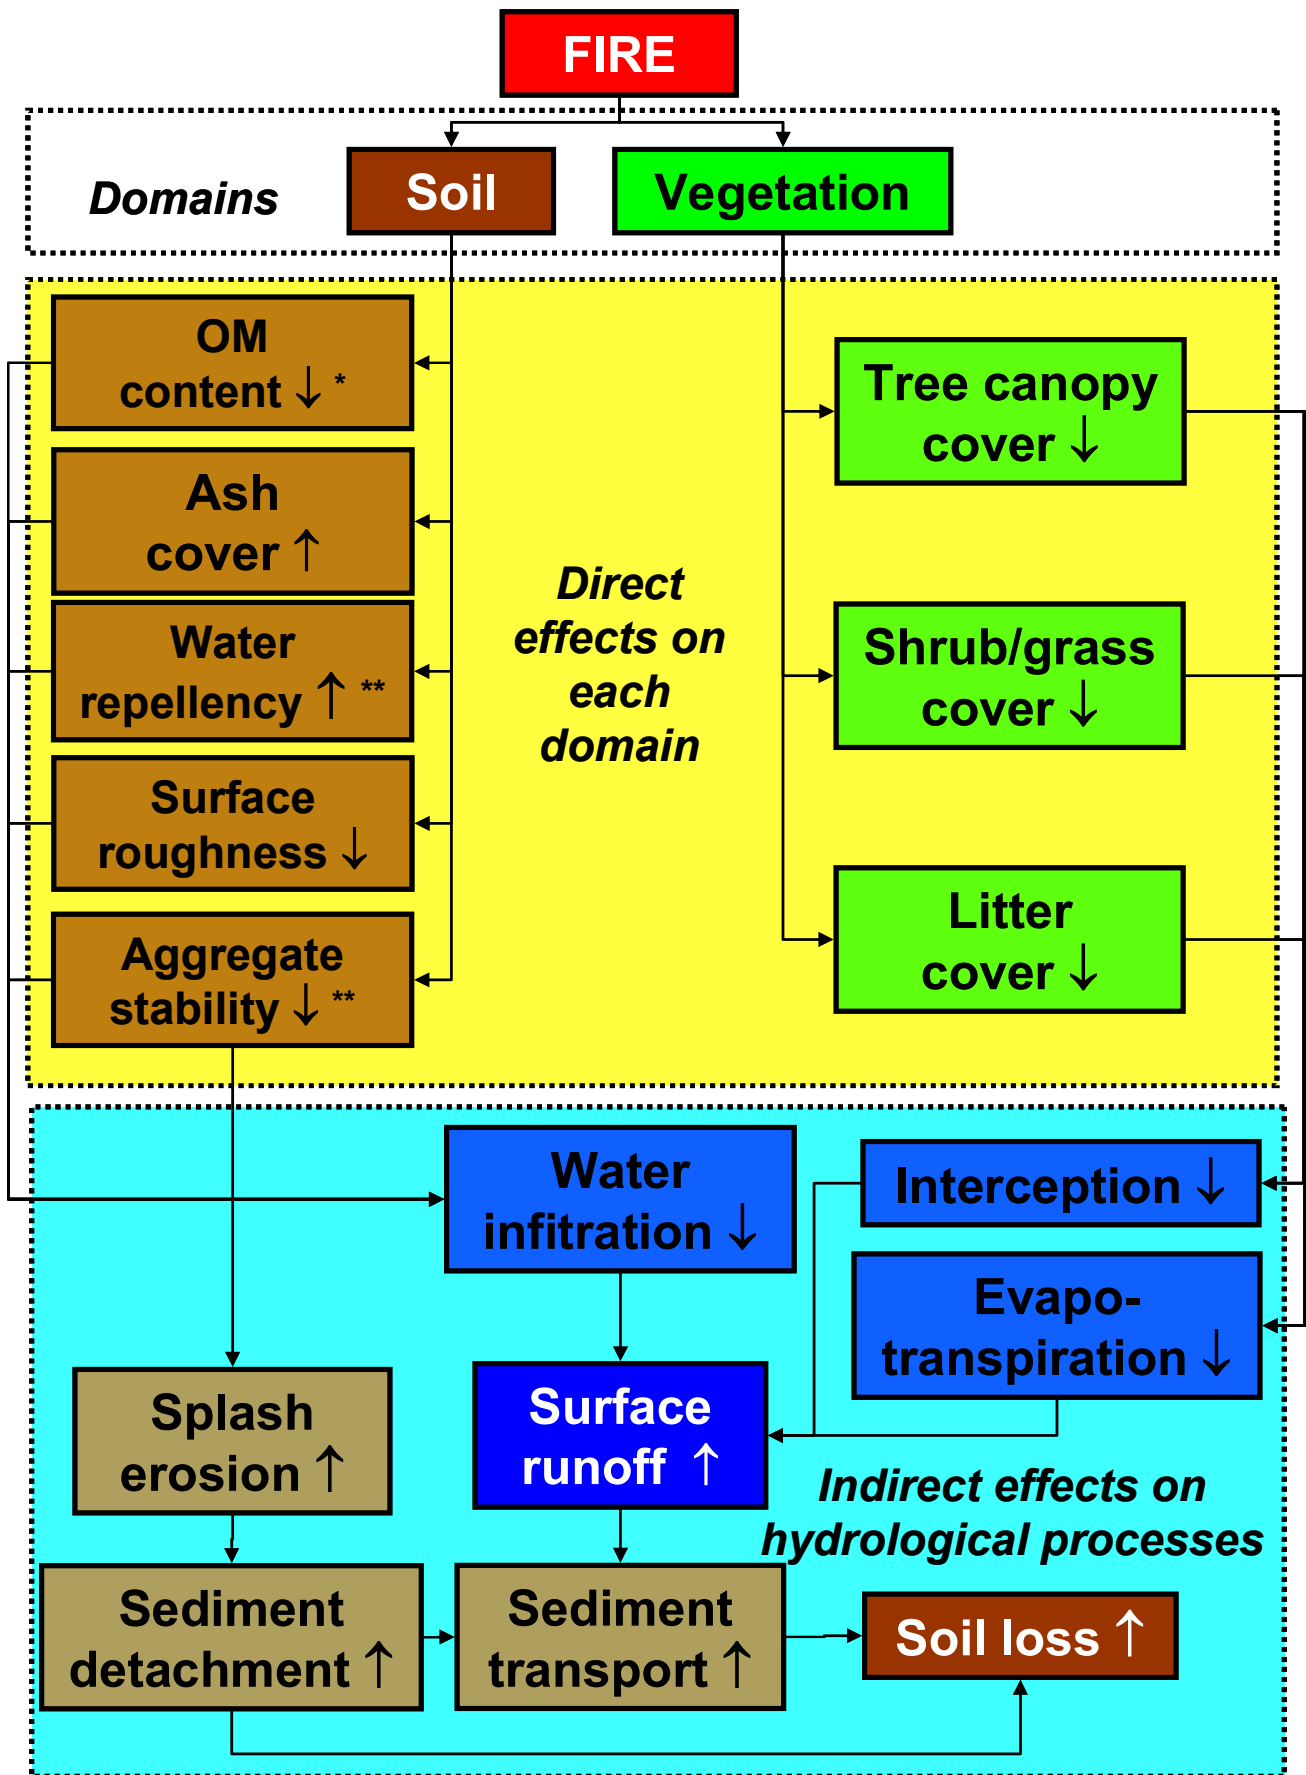 FIRE
Domains
Soil
Vegetation
OM
content ↓ *
Ash
cover ↑
Water
repellency ↑ **
Surface
roughness ↓
Aggregate
stability ↓ **
Direct
effects on
each
domain
Tree canopy
cover ↓
Shrub/grass
cover ↓
Litter
cover ↓
Water
infitration ↓
Interception ↓
Evapo-
transpiration ↓
Splash
erosion ↑
Surface
runoff ↑
Indirect effects on
hydrological processes
Sediment
detachment ↑
Sediment
transport ↑
Soil loss ↑